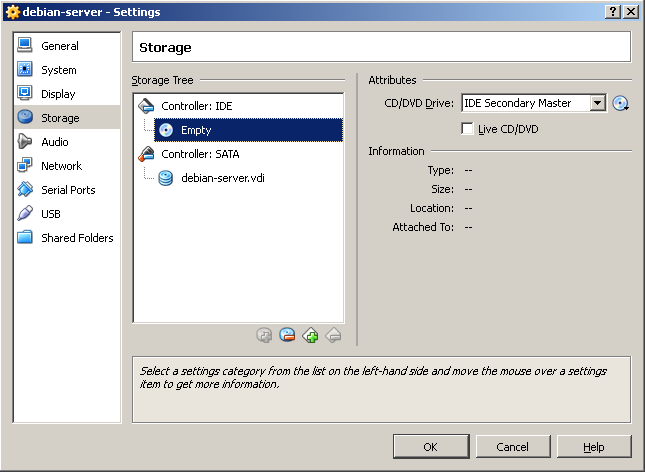 debian-server - Settings
General
System
Display
Storage
Audio
Network
Serial Ports
USB
Shared Folders
Storage
Storage Tree
Controller: IDE
Empty
Controller: SATA
debian-server.vdi
Attributes
CD/DVD Drive: IDE Secondary Master
Live CD/DVD
Information
Type: --
Size: --
Location: --
Attached To: --
Select a settings category from the list on the left-hand side and move the mouse over a settings
item to get more information.
OK Cancel Help